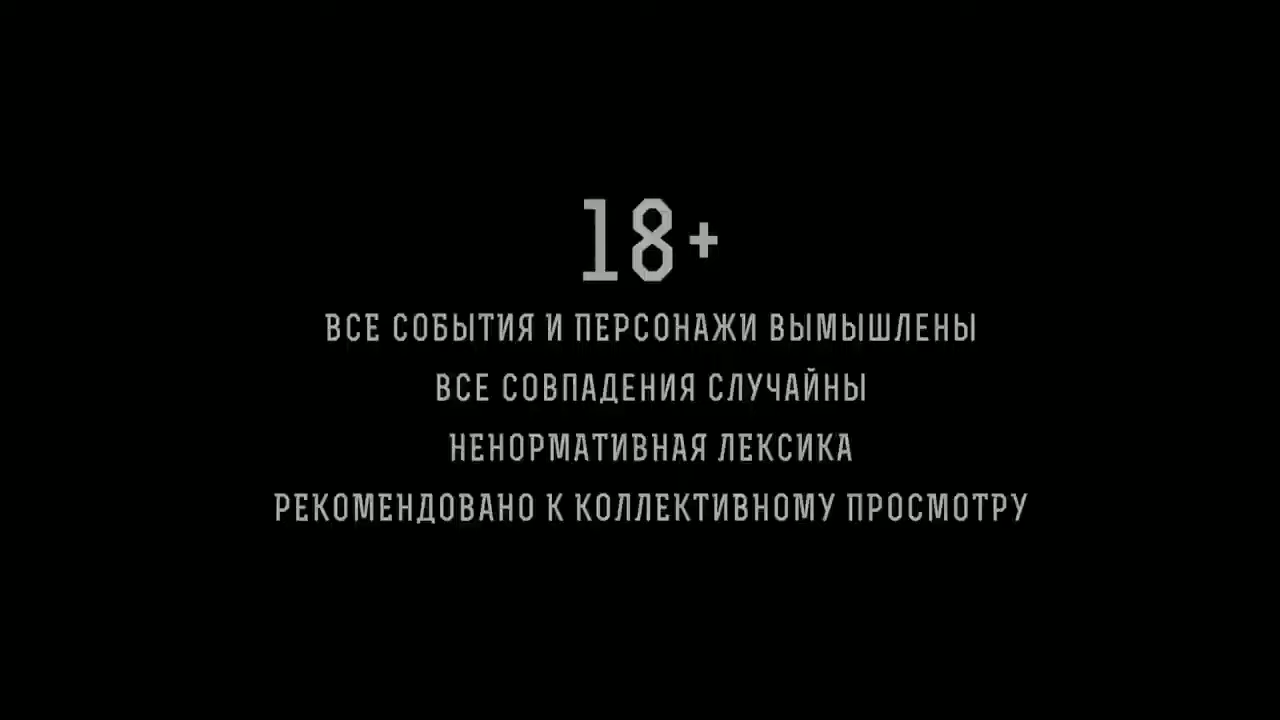 18+
ВСЕ СОБЫТИЯ И ПЕРСОНАЖИ ВЫМЫШЛЕНЫ
ВСЕ СОВПАДЕНИЯ СЛУЧАЙНЫ
НЕНОРМАТИВНАЯ ЛЕКСИКА
РЕКОМЕНДОВАНО К КОЛЛЕКТИВНОМУ ПРОСМОТРУ